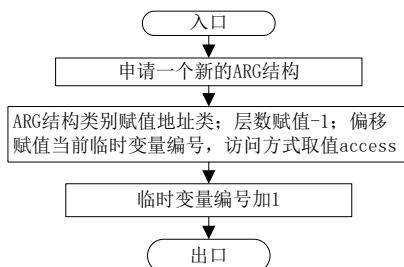 入口
申请一个新的ARG结构
ARG结构类别赋值地址类；层数赋值-1；偏移
赋值当前临时变量编号，访问方式取值access
临时变量编号加1
出口